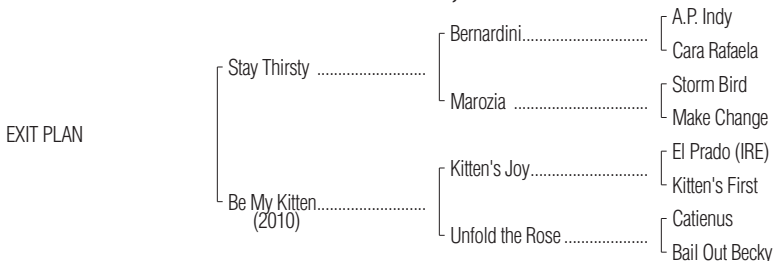 A.P. Indy
Bernardini
Cara Rafaela
Stay Thirsty
Storm Bird
Marozia
Make Change
EXIT PLAN
El Prado (IRE)
Kitten's Joy
Kitten's First
Be My Kitten
(2010)
Catienus
Unfold the Rose
Bail Out Becky